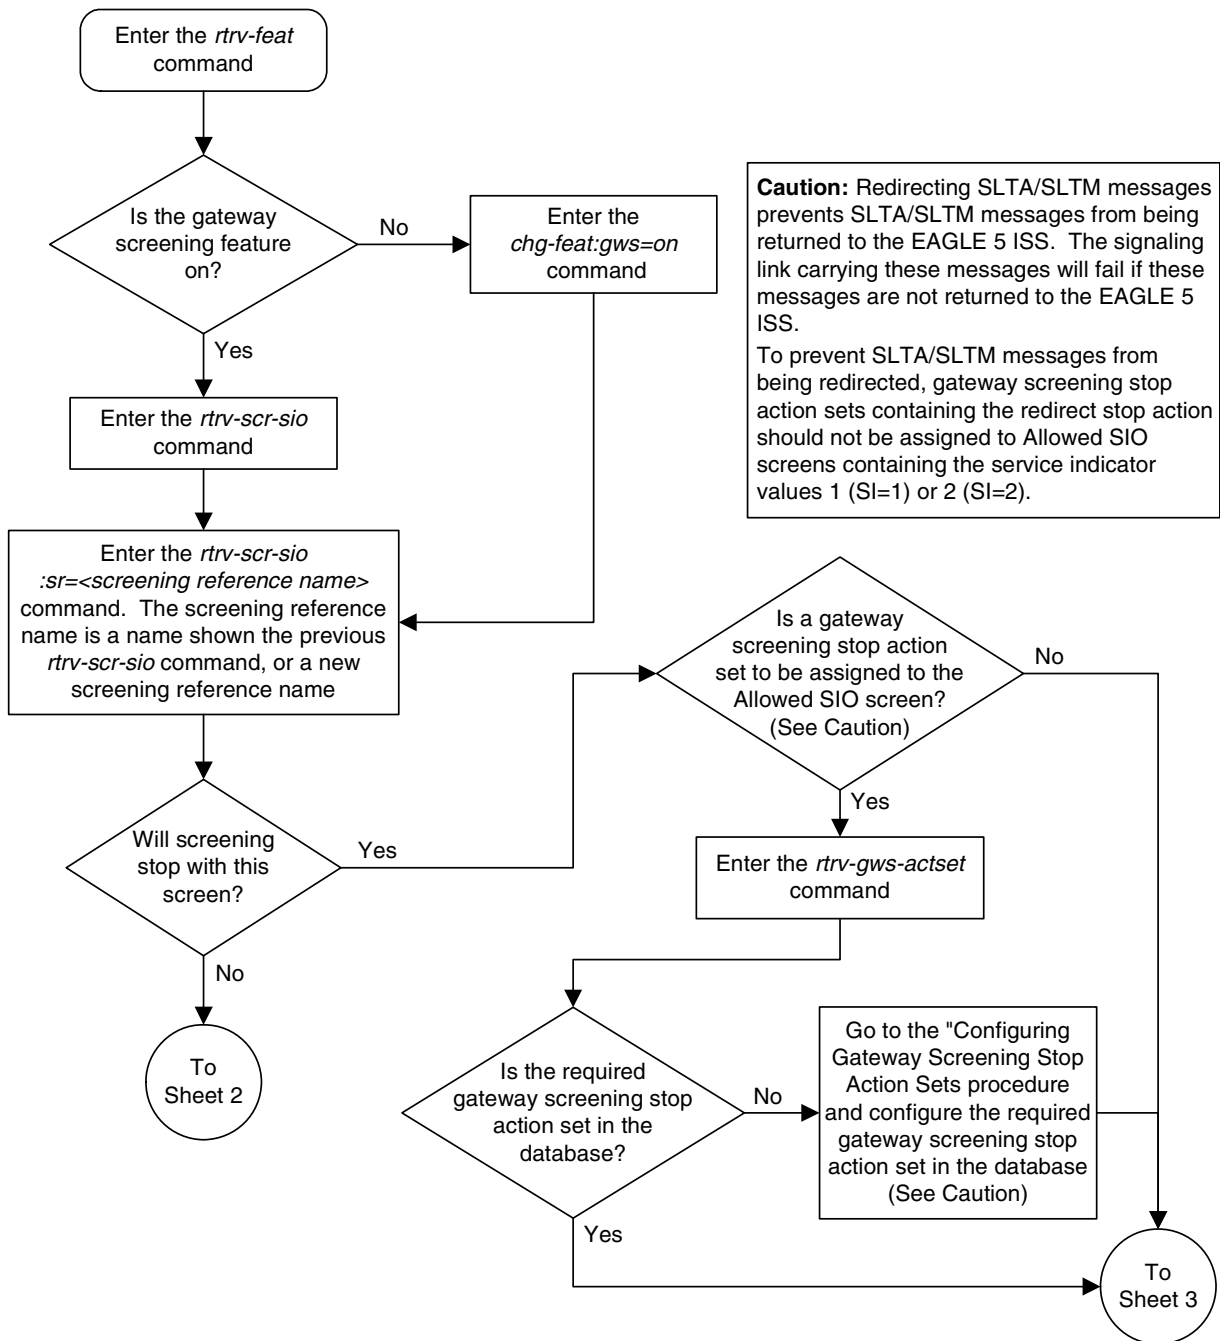 Enter the rtrv-feat
command
Is the gateway
screening feature
on?
No
Enter the
chg-feat:gws=on
command
Yes
Enter the rtrv-scr-sio
command
Enter the rtrv-scr-sio
:sr=<screening reference name>
command.  The screening reference
name is a name shown the previous
rtrv-scr-sio command, or a new
screening reference name
Will screening
stop with this
screen?
Yes
No
To
Sheet 2
Caution: Redirecting SLTA/SLTM messages
prevents SLTA/SLTM messages from being
returned to the EAGLE 5 ISS.  The signaling
link carrying these messages will fail if these
messages are not returned to the EAGLE 5
ISS.
To prevent SLTA/SLTM messages from
being redirected, gateway screening stop
action sets containing the redirect stop action
should not be assigned to Allowed SIO
screens containing the service indicator
values 1 (SI=1) or 2 (SI=2).
Is a gateway
screening stop action
set to be assigned to the
Allowed SIO screen?
(See Caution)
No
Yes
Enter the rtrv-gws-actset
command
Is the required
gateway screening stop
action set in the
database?
No
Go to the "Configuring
Gateway Screening Stop
Action Sets procedure
and configure the required
gateway screening stop
action set in the database
(See Caution)
Yes
To
Sheet 3